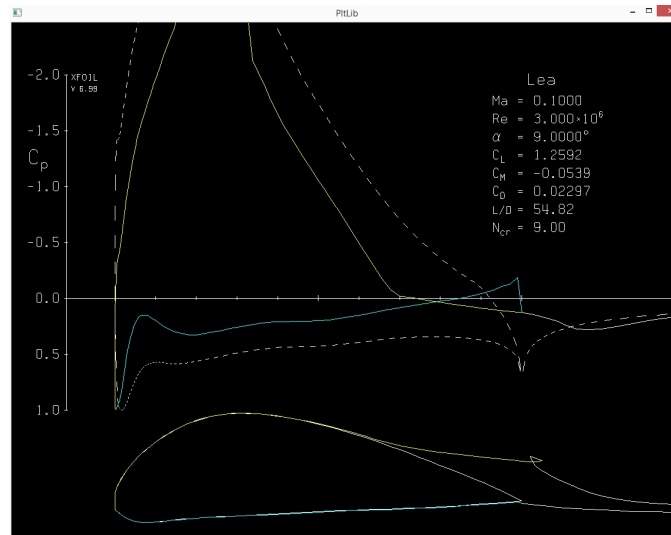 PltLib
-2.0
XFOIL
V 6.99
-1.5
Cp
-1.0
-0.5
0.0
0.5
1.0
Lea
Ma = 0.1000
Re = 3.000×10⁶
α = 9.0000°
CL = 1.2592
CM = -0.0539
CD = 0.02297
L/D = 54.82
Ncr = 9.00